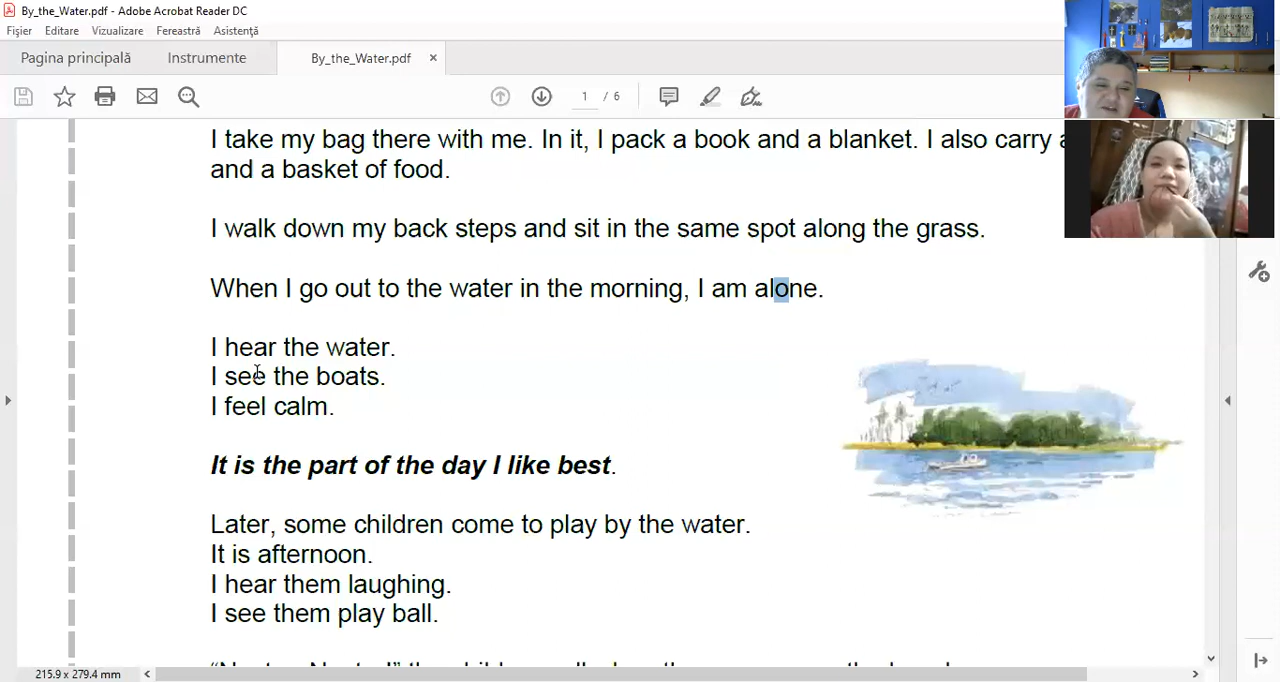 By_the_Water.pdf - Adobe Acrobat Reader DC
Fișier Editare Vizualizare Fereastră Asistență
Pagina principală Instrumente By_the_Water.pdf ×
1 / 6
I take my bag there with me. In it, I pack a book and a blanket. I also carry
and a basket of food.
I walk down my back steps and sit in the same spot along the grass.
When I go out to the water in the morning, I am alone.
I hear the water.
I see the boats.
I feel calm.
It is the part of the day I like best.
Later, some children come to play by the water.
It is afternoon.
I hear them laughing.
I see them play ball.
215.9 x 279.4 mm